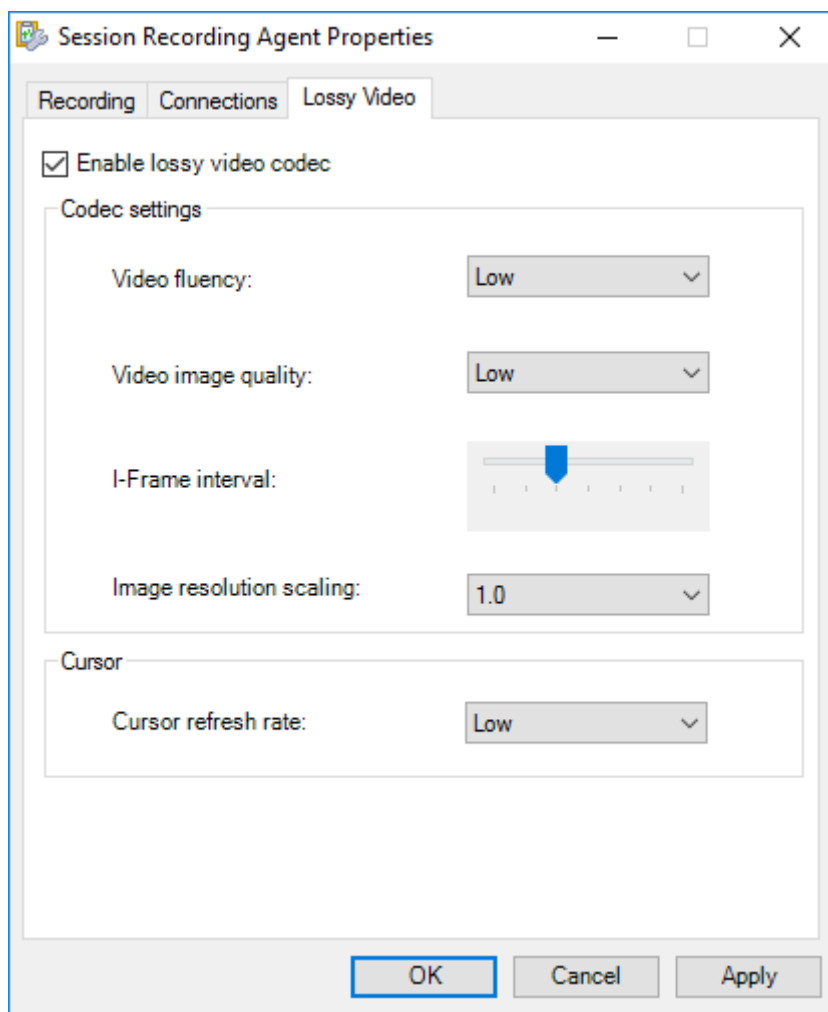 Session Recording Agent Properties
Recording Connections Lossy Video
Enable lossy video codec
Codec settings
Video fluency: Low
Video image quality: Low
I-Frame interval:
Image resolution scaling: 1.0
Cursor
Cursor refresh rate: Low
OK Cancel Apply